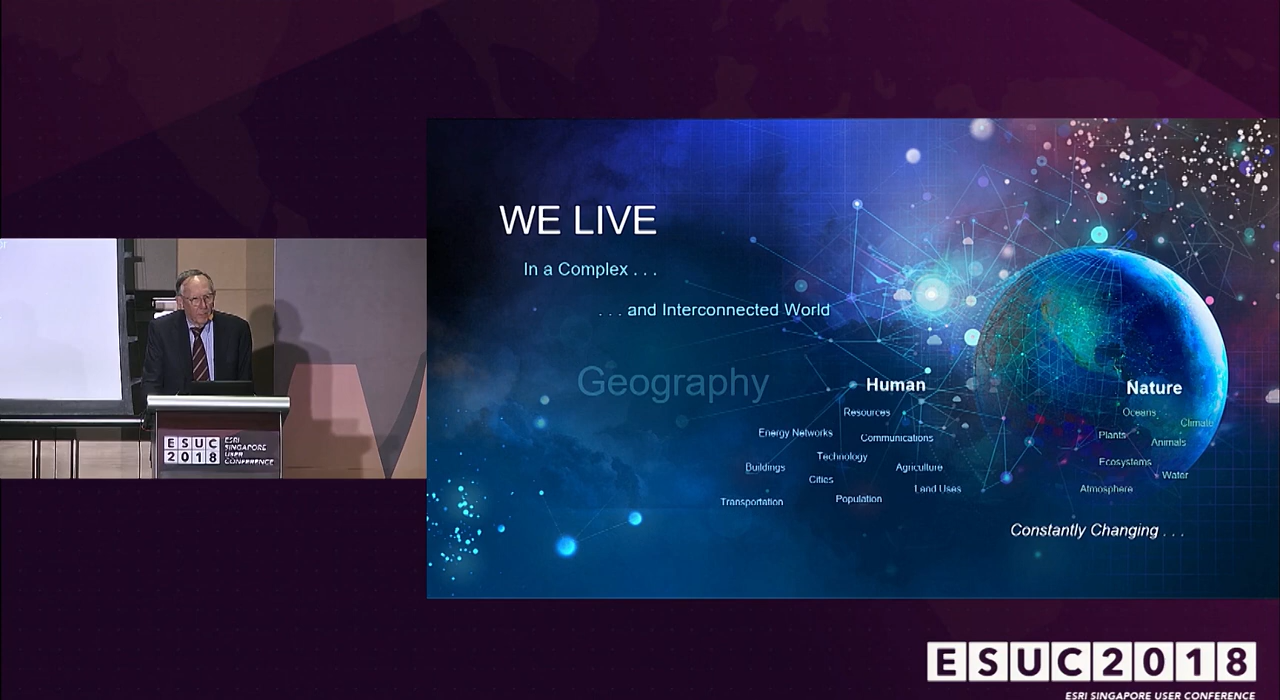 WE LIVE
In a Complex . . .
. . . and Interconnected World
Geography
Human
Resources
Energy Networks
Communications
Technology
Buildings
Agriculture
Cities
Land Uses
Transportation
Population
Nature
Oceans
Climate
Plants
Animals
Ecosystems
Water
Atmosphere
Constantly Changing . . .
ESUC
2018
ESRI
SINGAPORE
USER
CONFERENCE
ESUC2018
ESRI SINGAPORE USER CONFERENCE